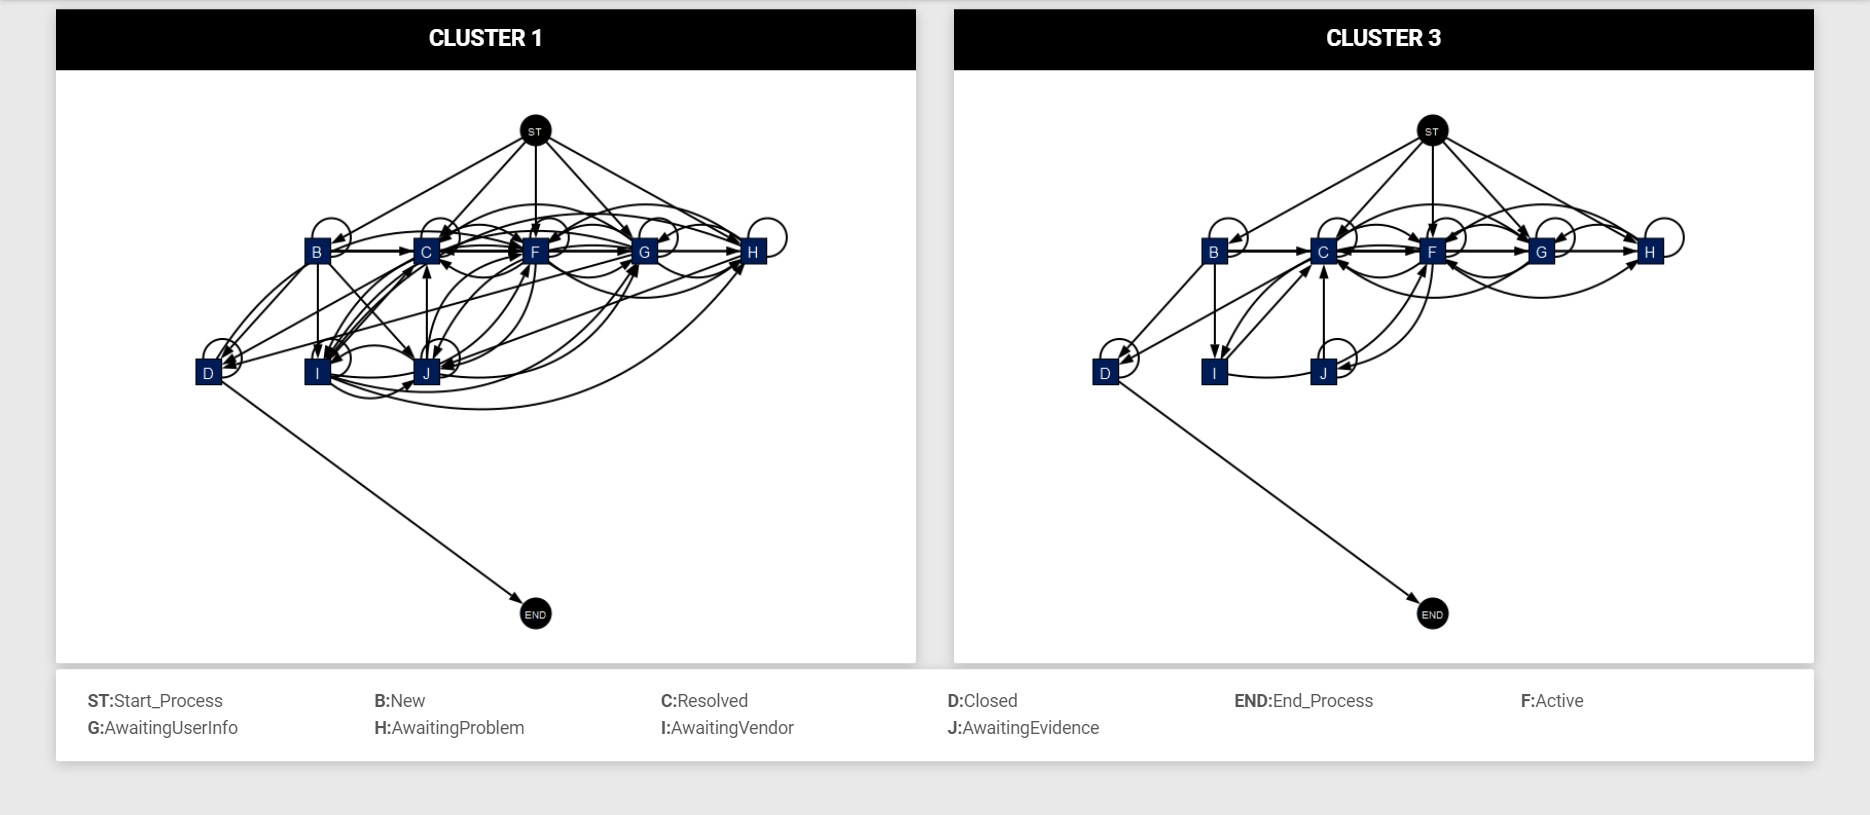 CLUSTER 1
CLUSTER 3
ST
B
C
F
G
H
D
I
J
END
ST
B
C
F
G
H
D
I
J
END
ST:Start_Process
B:New
C:Resolved
D:Closed
END:End_Process
F:Active
G:AwaitingUserInfo
H:AwaitingProblem
I:AwaitingVendor
J:AwaitingEvidence